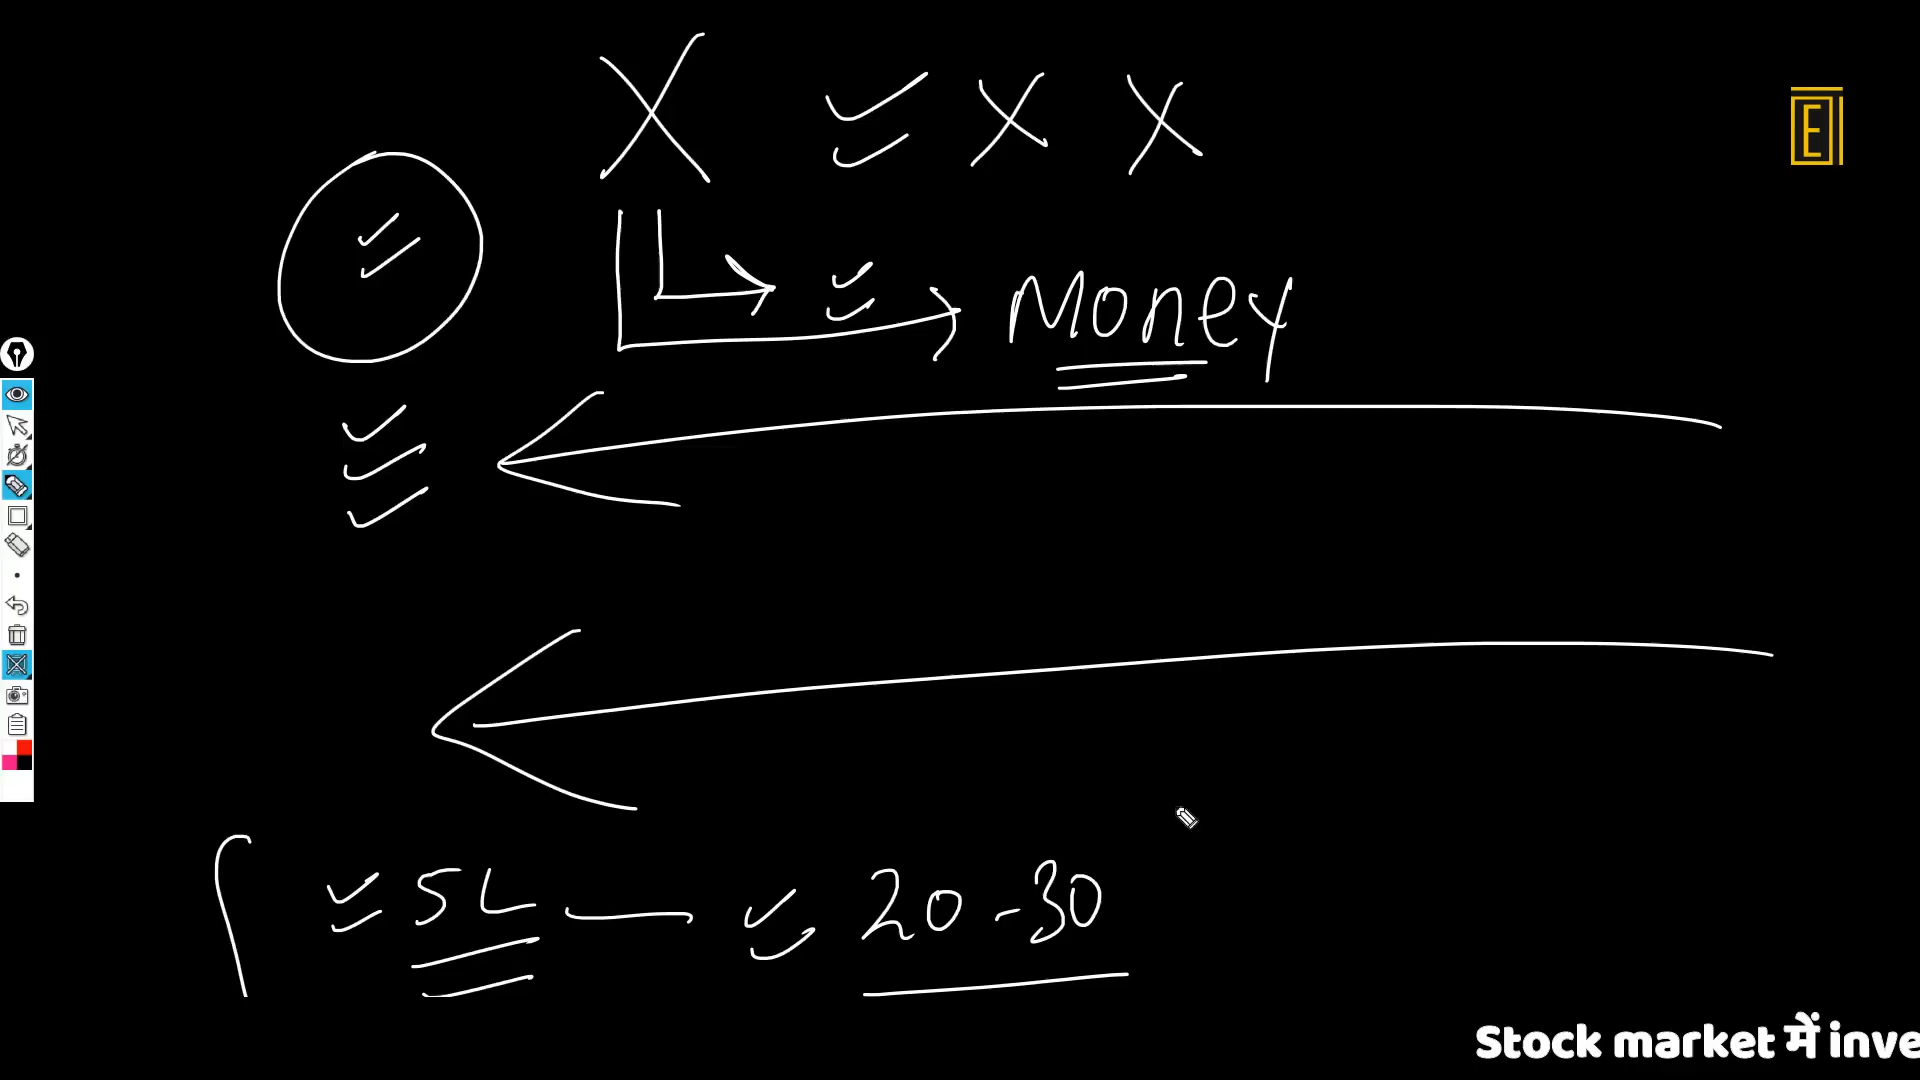 X X X
Money
5L — 20-30
E
Stock market में inve